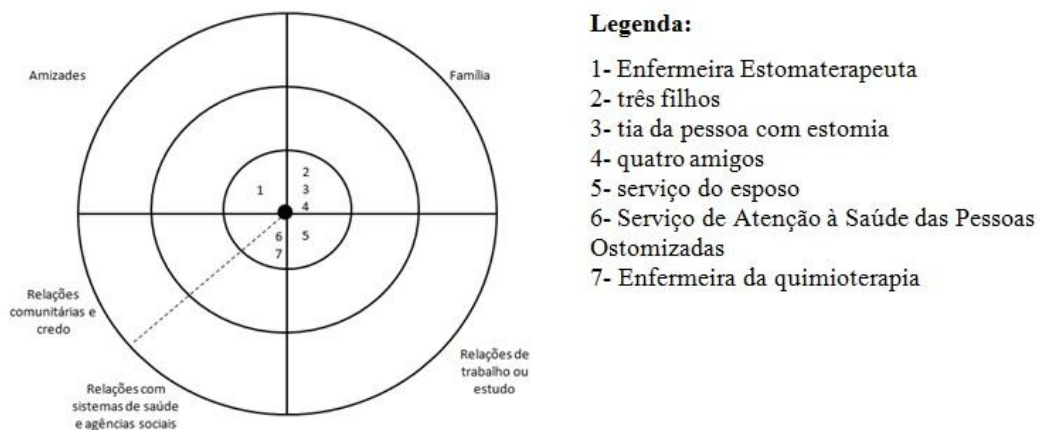 Amizades
Família
1
2
3
4
6
7
5
Relações
comunitárias e
credo
Relações com
sistemas de saúde
e agências sociais
Relações de
trabalho ou
estudo
Legenda:
1- Enfermeira Estomaterapeuta
2- três filhos
3- tia da pessoa com estomia
4- quatro amigos
5- serviço do esposo
6- Serviço de Atenção à Saúde das Pessoas
Ostomizadas
7- Enfermeira da quimioterapia